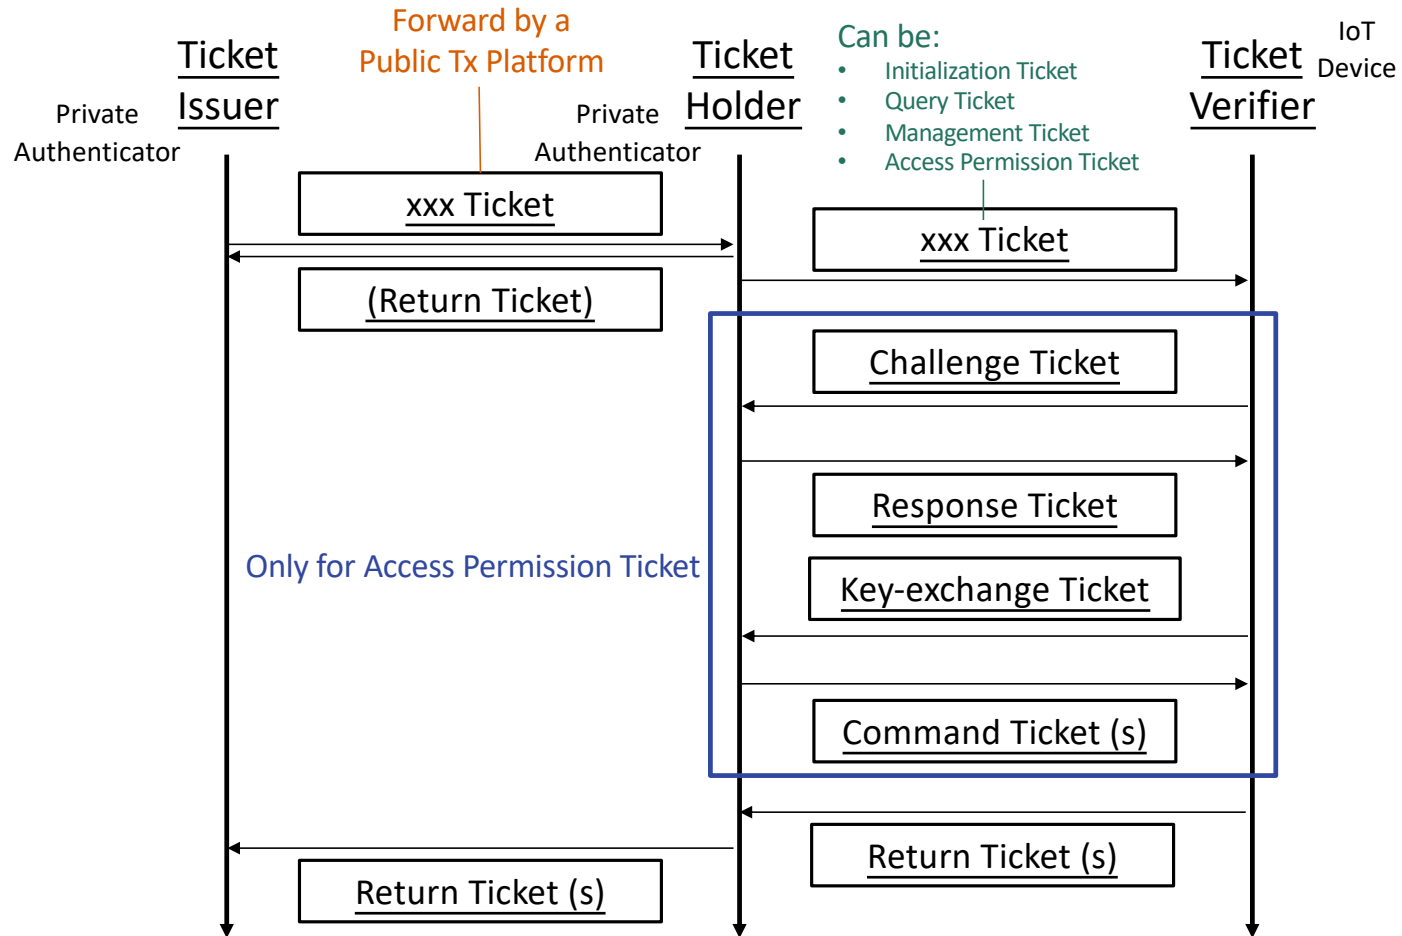 Forward by a
Public Tx Platform
Ticket
Issuer
Private
Authenticator
Ticket
Holder
Private
Authenticator
Can be:
• Initialization Ticket
• Query Ticket
• Management Ticket
• Access Permission Ticket
Ticket
Verifier
IoT
Device
xxx Ticket
xxx Ticket
(Return Ticket)
Challenge Ticket
Response Ticket
Only for Access Permission Ticket
Key-exchange Ticket
Command Ticket (s)
Return Ticket (s)
Return Ticket (s)